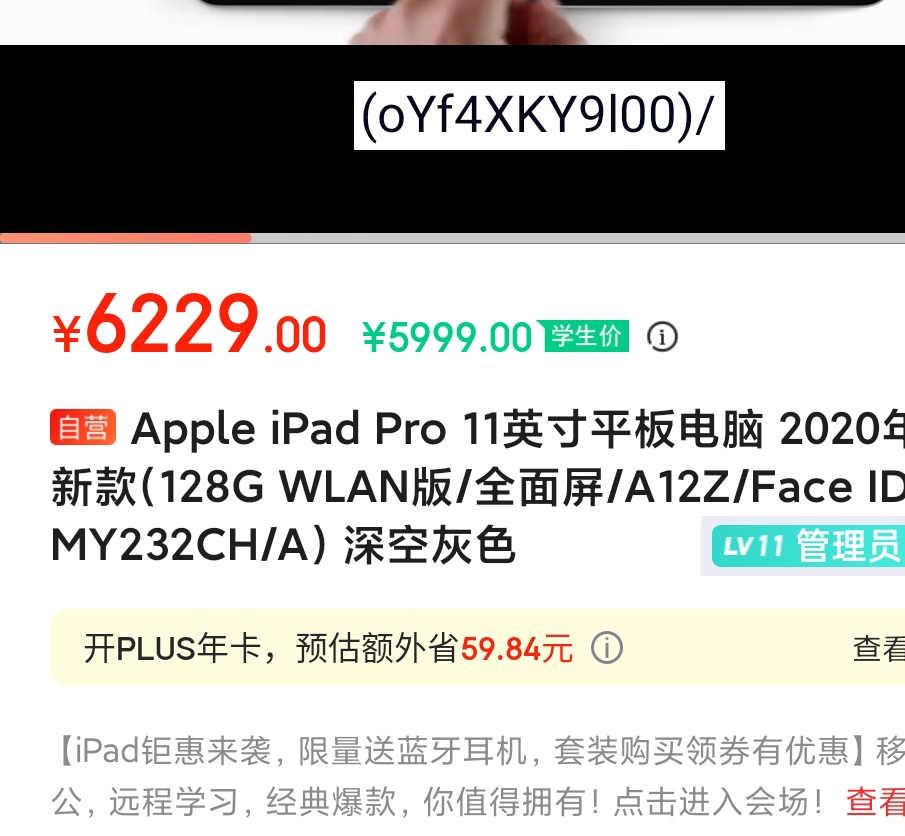 (oYf4XKY9l00)/
¥6229.00 ¥5999.00 学生价
自营 Apple iPad Pro 11英寸平板电脑 2020年
新款(128G WLAN版/全面屏/A12Z/Face ID
MY232CH/A) 深空灰色
LV11 管理员
开PLUS年卡，预估额外省59.84元 查看
【iPad钜惠来袭，限量送蓝牙耳机，套装购买领券有优惠】移
公，远程学习，经典爆款，你值得拥有！点击进入会场！ 查看